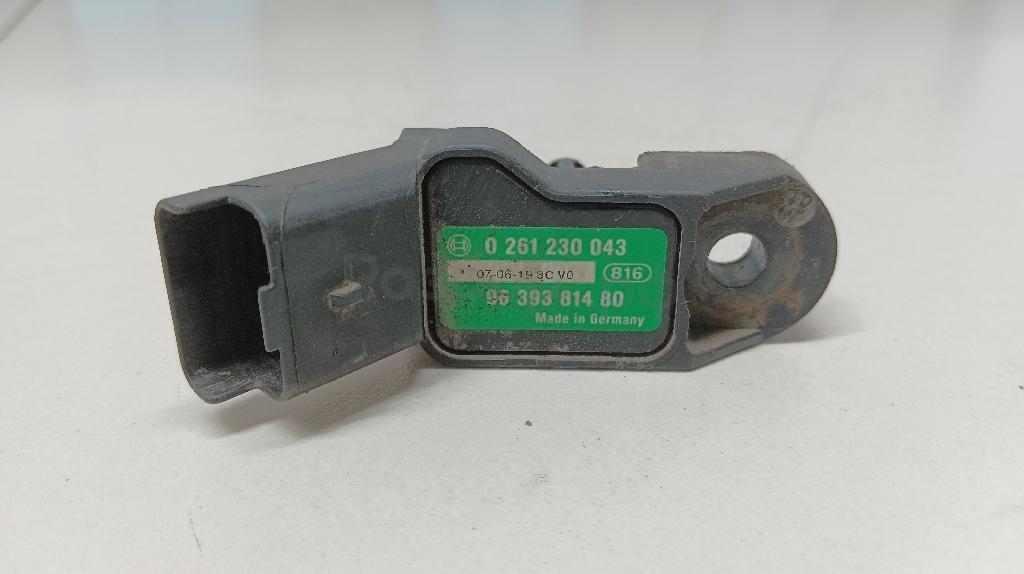 0 261 230 043
07-06-19 3C V0 816
96 393 814 80
Made in Germany